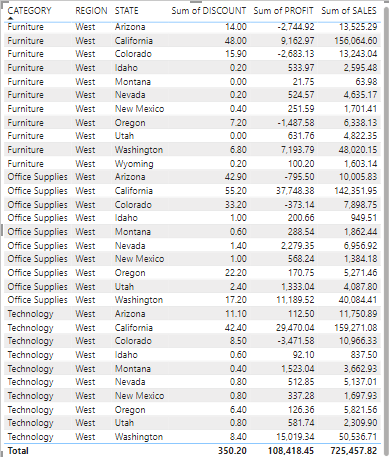 CATEGORY REGION STATE Sum of DISCOUNT Sum of PROFIT Sum of SALES
Furniture West Arizona 14.00 -2,744.92 13,525.29
Furniture West California 48.00 9,162.97 156,064.60
Furniture West Colorado 15.90 -2,683.13 13,243.04
Furniture West Idaho 0.20 533.97 2,595.48
Furniture West Montana 0.00 21.75 63.98
Furniture West Nevada 0.20 524.57 4,635.17
Furniture West New Mexico 0.40 251.59 1,701.41
Furniture West Oregon 7.20 -1,487.58 6,338.13
Furniture West Utah 0.00 631.76 4,822.35
Furniture West Washington 6.80 7,193.79 48,020.15
Furniture West Wyoming 0.20 100.20 1,603.14
Office Supplies West Arizona 42.90 -795.50 10,005.83
Office Supplies West California 55.20 37,748.38 142,351.95
Office Supplies West Colorado 33.20 -373.14 7,898.75
Office Supplies West Idaho 1.00 200.66 949.51
Office Supplies West Montana 0.60 288.54 1,862.44
Office Supplies West Nevada 1.40 2,279.35 6,956.92
Office Supplies West New Mexico 1.00 568.24 1,384.18
Office Supplies West Oregon 22.20 170.75 5,271.46
Office Supplies West Utah 2.40 1,333.04 4,087.80
Office Supplies West Washington 17.20 11,189.52 40,084.41
Technology West Arizona 11.10 112.50 11,750.89
Technology West California 42.40 29,470.04 159,271.08
Technology West Colorado 8.50 -3,471.58 10,966.33
Technology West Idaho 0.60 92.10 837.50
Technology West Montana 0.40 1,523.04 3,662.93
Technology West Nevada 0.80 512.85 5,137.01
Technology West New Mexico 0.80 337.28 1,697.93
Technology West Oregon 6.40 126.36 5,821.56
Technology West Utah 0.80 581.74 2,309.90
Technology West Washington 8.40 15,019.34 50,536.71
Total 350.20 108,418.45 725,457.82